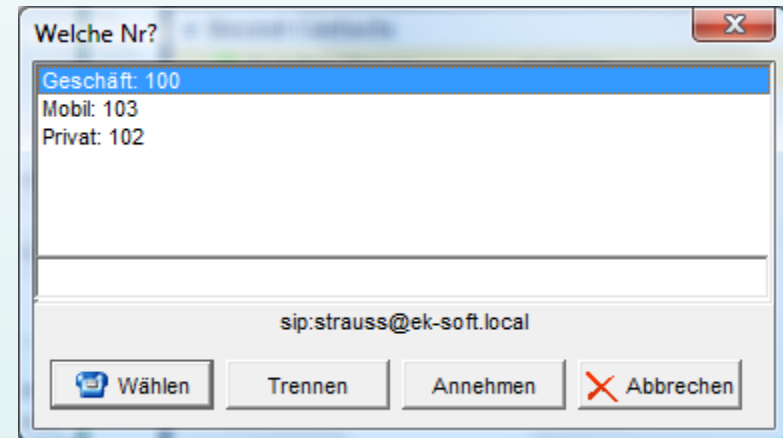 Welche Nr?
Geschäft: 100
Mobil: 103
Privat: 102
sip:strauss@ek-soft.local
Wählen Trennen Annehmen Abbrechen